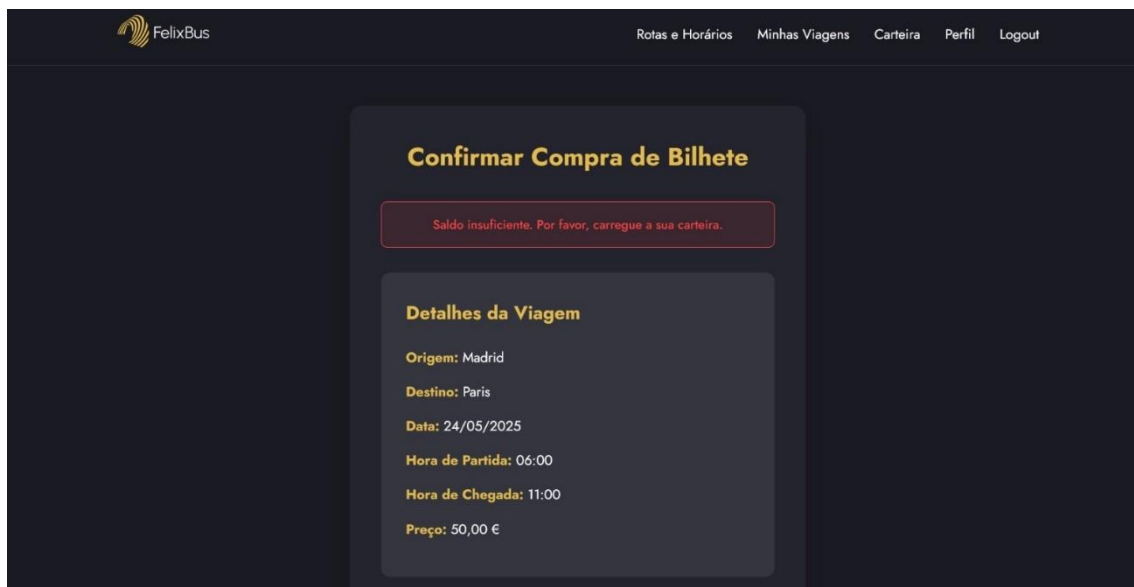 FelixBus
Rotas e Horários Minhas Viagens Carteira Perfil Logout
Confirmar Compra de Bilhete
Saldo insuficiente. Por favor, carregue a sua carteira.
Detalhes da Viagem
Origem: Madrid
Destino: Paris
Data: 24/05/2025
Hora de Partida: 06:00
Hora de Chegada: 11:00
Preço: 50,00 €